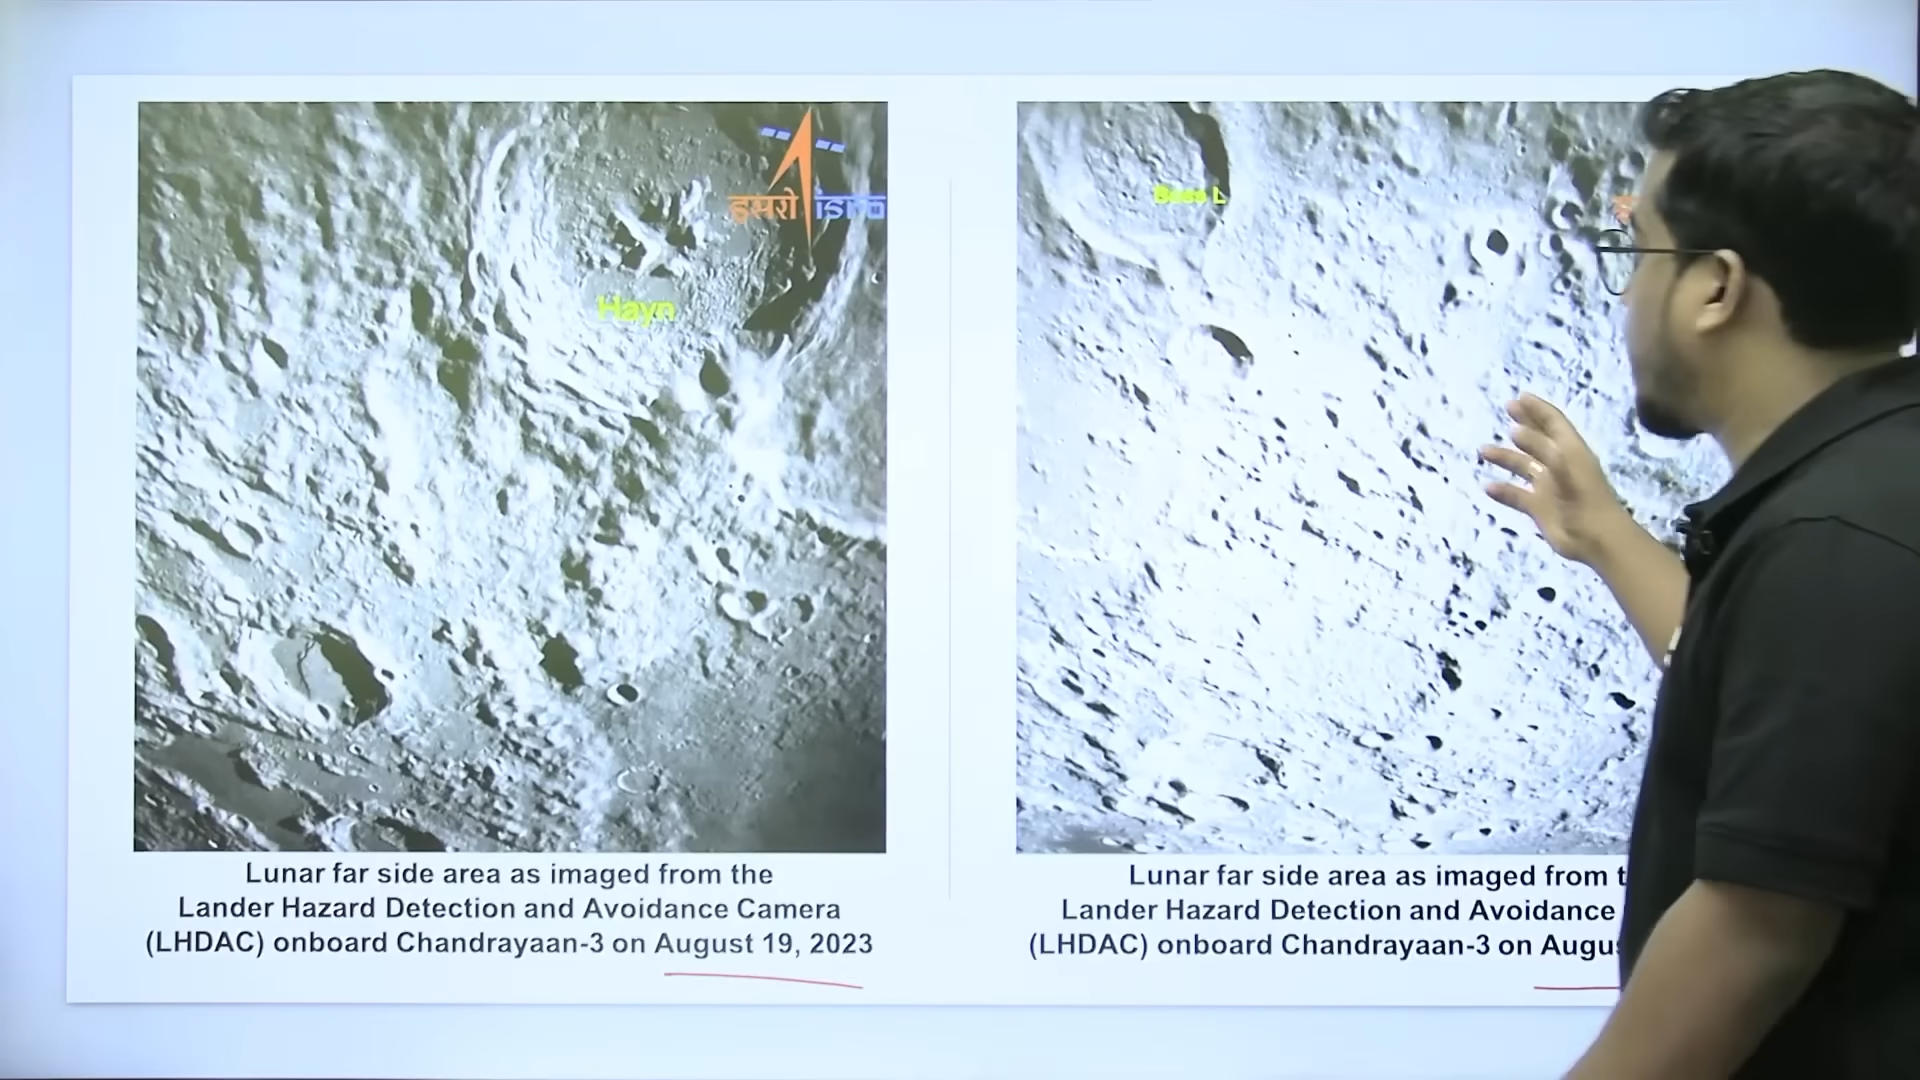 इसरो isro
Hayn
Boss L
Lunar far side area as imaged from the
Lander Hazard Detection and Avoidance Camera
(LHDAC) onboard Chandrayaan-3 on August 19, 2023
Lunar far side area as imaged from
Lander Hazard Detection and Avoidance
(LHDAC) onboard Chandrayaan-3 on